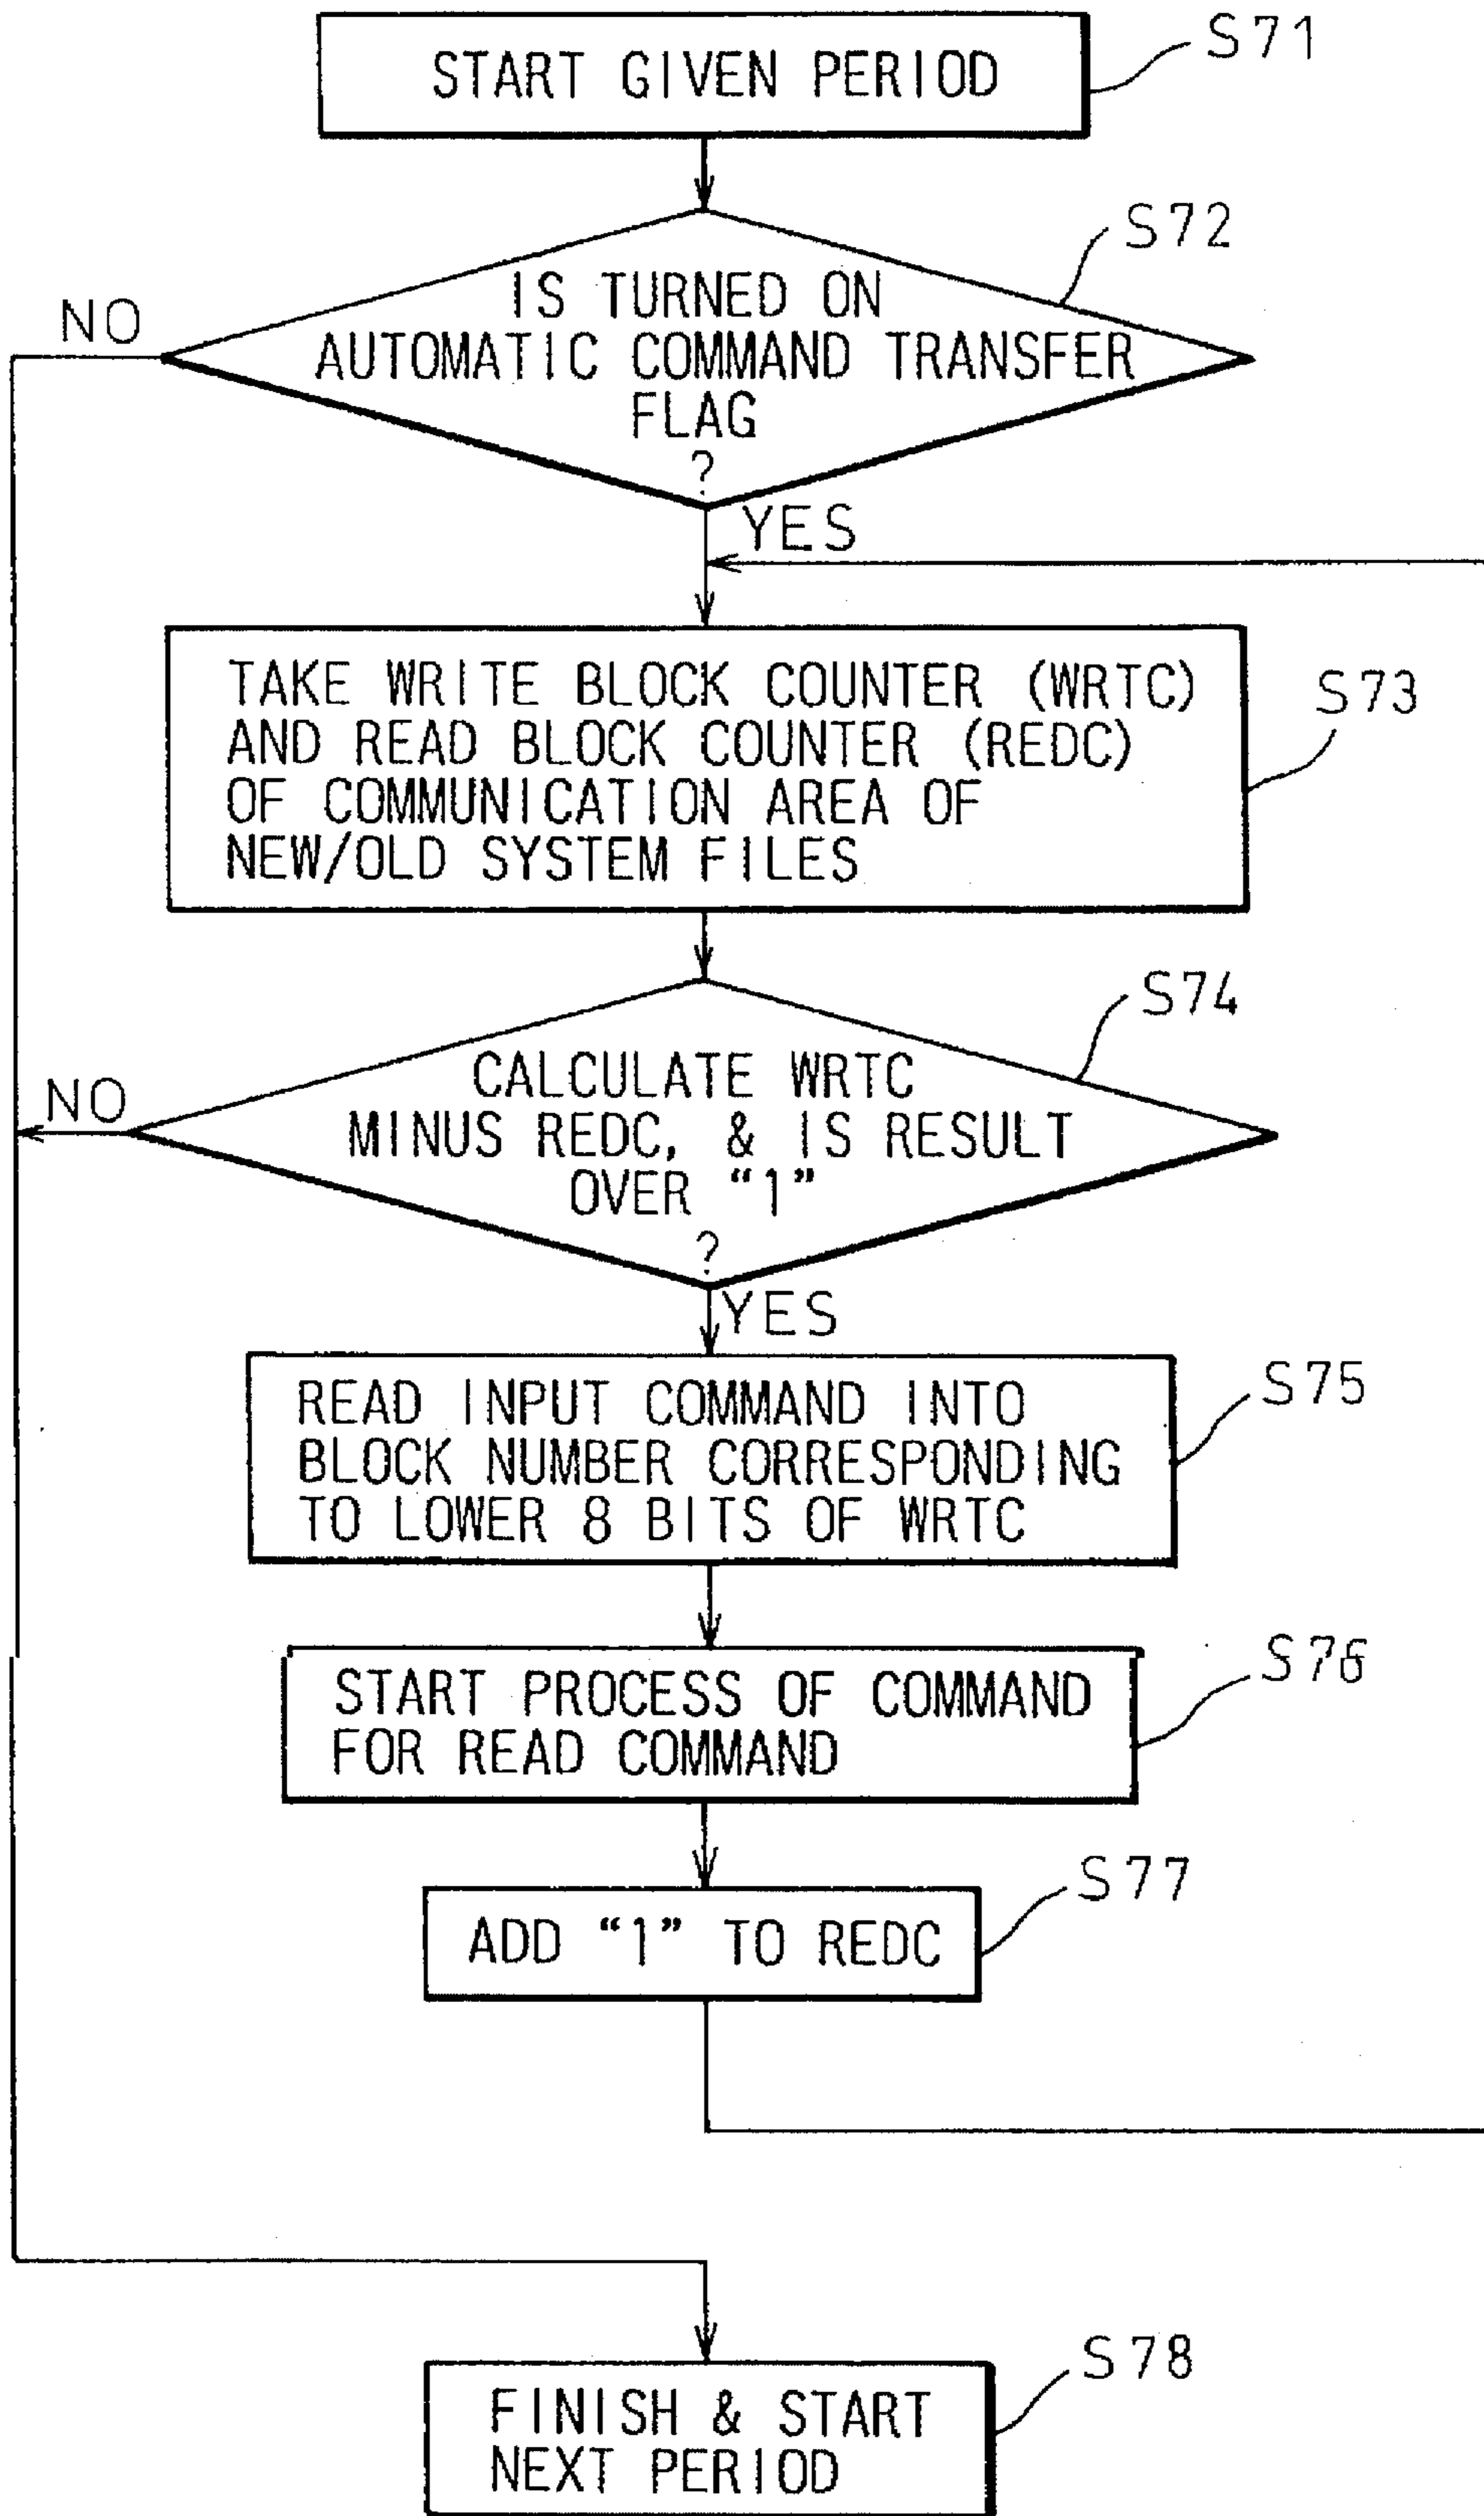 START GIVEN PERIOD
S71
S72
IS TURNED ON
AUTOMATIC COMMAND TRANSFER
FLAG
?
NO
YES
TAKE WRITE BLOCK COUNTER (WRTC)
AND READ BLOCK COUNTER (REDC)
OF COMMUNICATION AREA OF
NEW/OLD SYSTEM FILES
S73
S74
CALCULATE WRTC
MINUS REDC, & IS RESULT
OVER "1"
?
NO
YES
READ INPUT COMMAND INTO
BLOCK NUMBER CORRESPONDING
TO LOWER 8 BITS OF WRTC
S75
START PROCESS OF COMMAND
FOR READ COMMAND
S76
ADD "1" TO REDC
S77
FINISH & START
NEXT PERIOD
S78